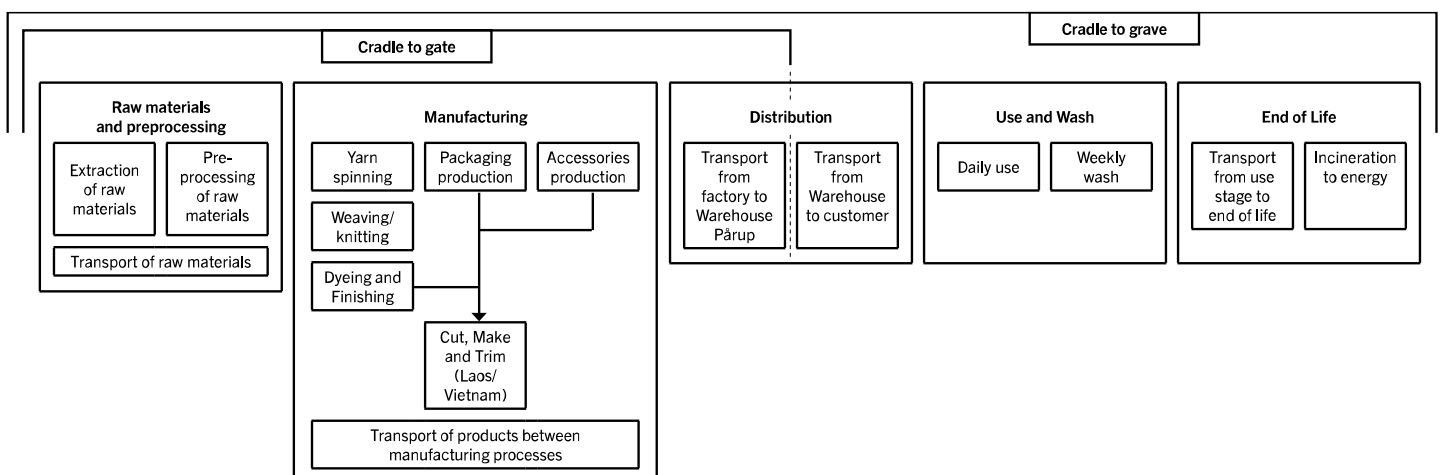 Cradle to gate
Cradle to grave
Raw materials
and preprocessing
Extraction
of raw
materials
Pre-
processing
of raw
materials
Transport of raw materials
Manufacturing
Yarn
spinning
Packaging
production
Accessories
production
Weaving/
knitting
Dyeing and
Finishing
Cut, Make
and Trim
(Laos/
Vietnam)
Transport of products between
manufacturing processes
Distribution
Transport
from
factory to
Warehouse
Pårup
Transport
from
Warehouse
to customer
Use and Wash
Daily use
Weekly
wash
End of Life
Transport
from use
stage to
end of life
Incineration
to energy